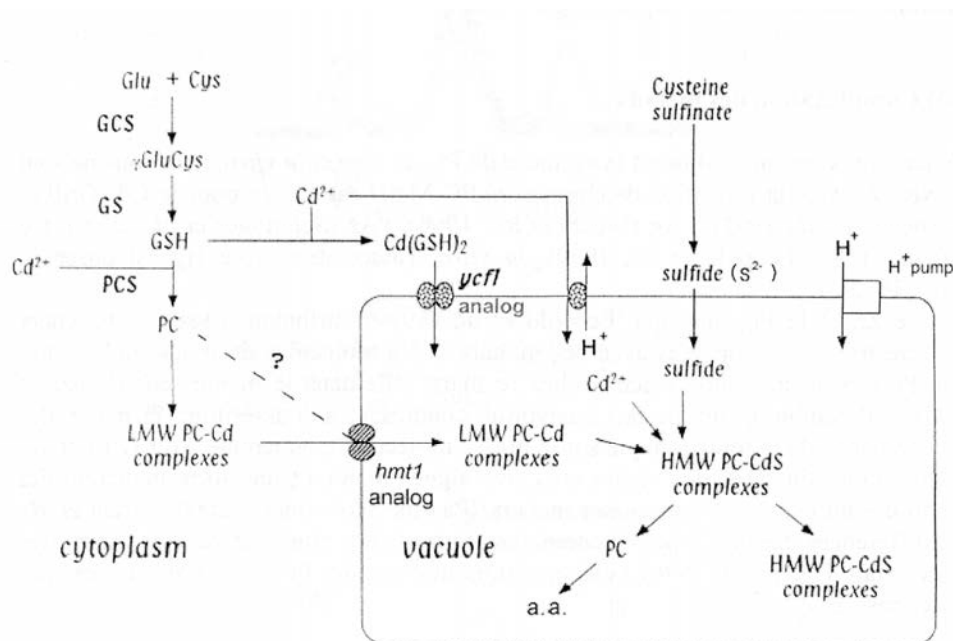 Glu + Cys
GCS
γGluCys
GS
GSH
Cd²⁺
PCS
PC
LMW PC-Cd
complexes
cytoplasm
Cd²⁺
Cd(GSH)₂
ycf1
analog
?
hmt1
analog
Cd²⁺
H⁺
Cysteine
sulfinate
sulfide (S²⁻)
sulfide
Cd²⁺
H⁺
H⁺ pump
LMW PC-Cd
complexes
HMW PC-CdS
complexes
PC
a.a.
HMW PC-CdS
complexes
vacuole